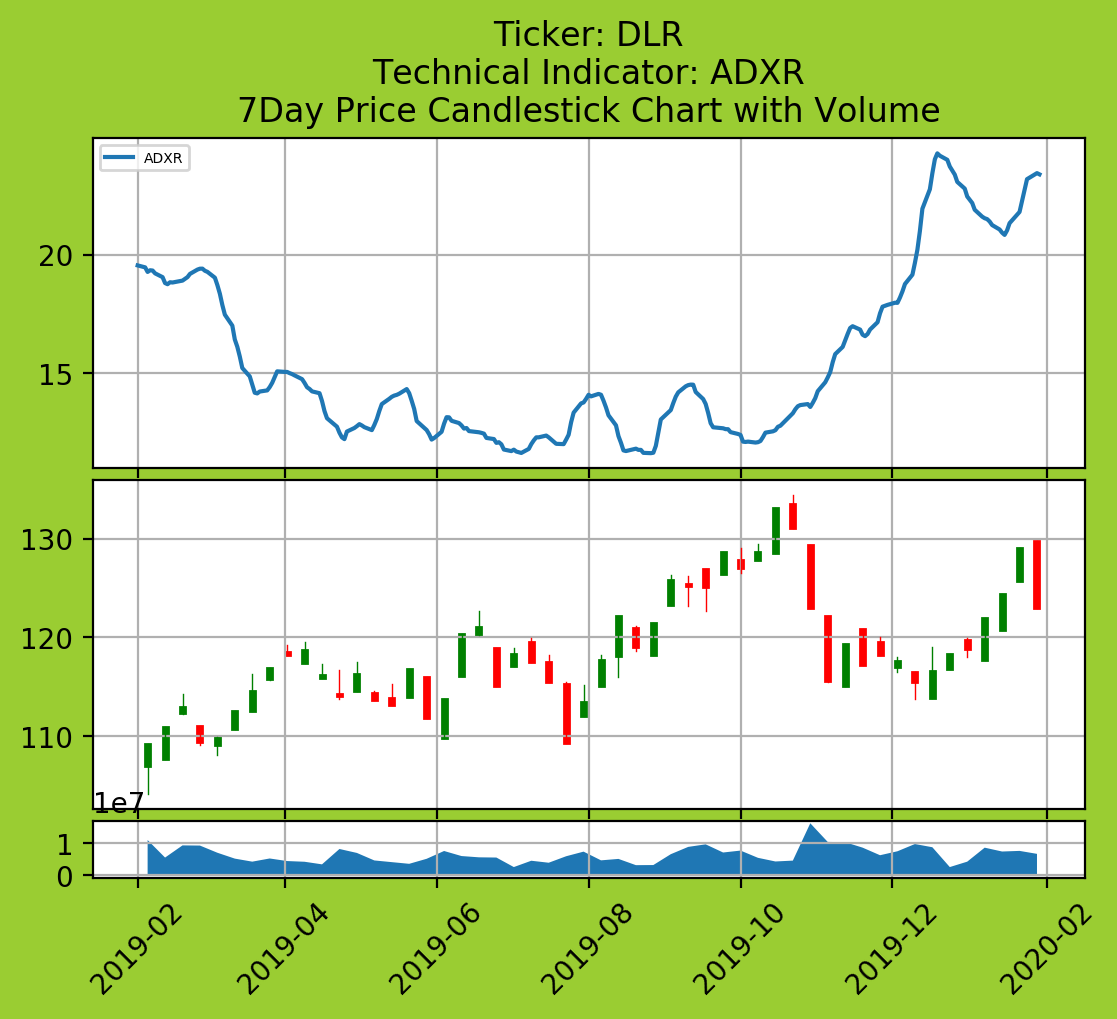 Ticker: DLR
Technical Indicator: ADXR
7Day Price Candlestick Chart with Volume
ADXR
20
15
130
120
110
1e7
1
0
2019-02
2019-04
2019-06
2019-08
2019-10
2019-12
2020-02